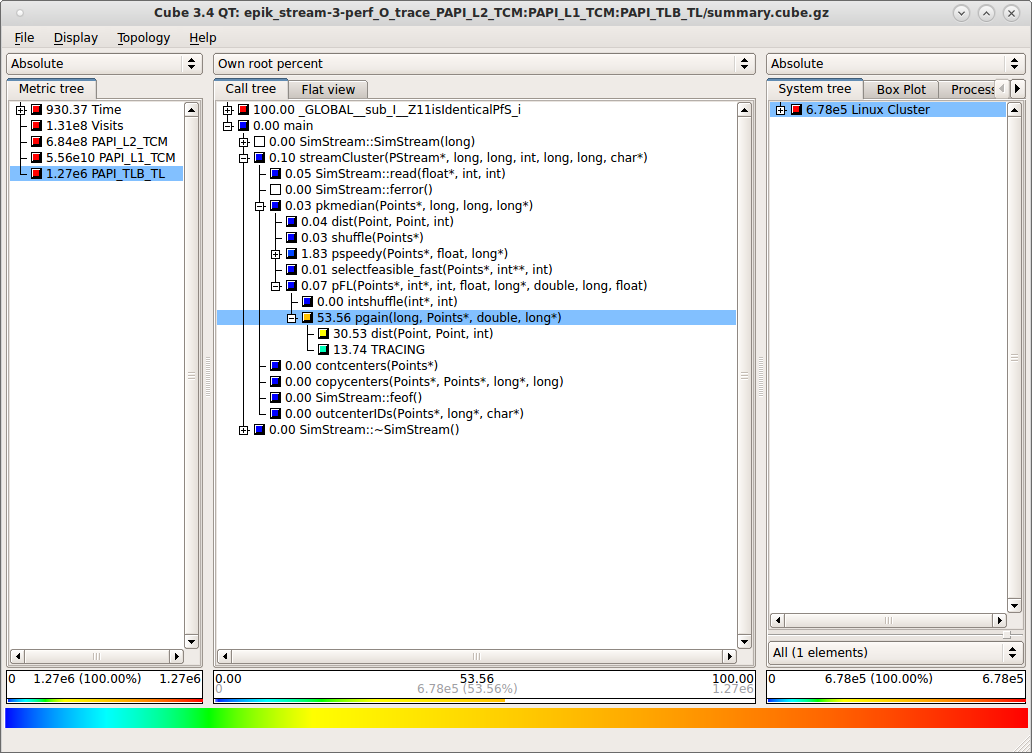 Cube 3.4 QT: epik_stream-3-perf_O_trace_PAPI_L2_TCM:PAPI_L1_TCM:PAPI_TLB_TL/summary.cube.gz
File Display Topology Help
Absolute
Metric tree
930.37 Time
1.31e8 Visits
6.84e8 PAPI_L2_TCM
5.56e10 PAPI_L1_TCM
1.27e6 PAPI_TLB_TL
0 1.27e6 (100.00%) 1.27e6
Own root percent
Call tree Flat view
100.00 _GLOBAL__sub_I__Z11isIdenticalPfS_i
0.00 main
0.00 SimStream::SimStream(long)
0.10 streamCluster(PStream*, long, long, int, long, long, char*)
0.05 SimStream::read(float*, int, int)
0.00 SimStream::ferror()
0.03 pkmedian(Points*, long, long, long*)
0.04 dist(Point, Point, int)
0.03 shuffle(Points*)
1.83 pspeedy(Points*, float, long*)
0.01 selectfeasible_fast(Points*, int**, int)
0.07 pFL(Points*, int*, int, float, long*, double, long, float)
0.00 intshuffle(int*, int)
53.56 pgain(long, Points*, double, long*)
30.53 dist(Point, Point, int)
13.74 TRACING
0.00 contcenters(Points*)
0.00 copycenters(Points*, Points*, long*, long)
0.00 SimStream::feof()
0.00 outcenterIDs(Points*, long*, char*)
0.00 SimStream::~SimStream()
0.00 53.56 100.00
0 6.78e5 (53.56%) 1.27e6
Absolute
System tree Box Plot Process
6.78e5 Linux Cluster
All (1 elements)
0 6.78e5 (100.00%) 6.78e5